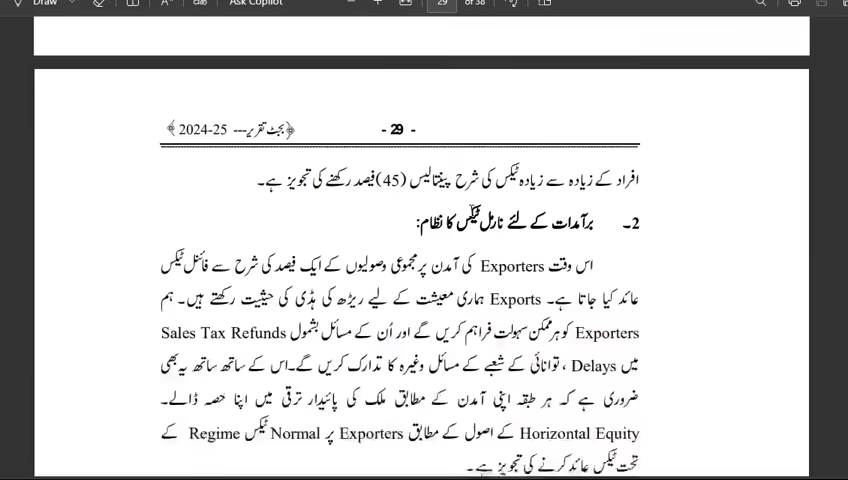 Draw
Ask Copilot
29 of 38
﴿بجٹ تقریر--- 2024-25﴾
- 29 -
افراد کے زیادہ سے زیادہ ٹیکس کی شرح پینتالیس (45) فیصد رکھنے کی تجویز ہے۔
2۔ برآمدات کے لئے نارمل ٹیکس کا نظام:
اس وقت Exporters کی آمدن پر مجموعی وصولیوں کے ایک فیصد کی شرح سے فائنل ٹیکس
عائد کیا جاتا ہے۔ Exports ہماری معیشت کے لیے ریڑھ کی ہڈی کی حیثیت رکھتے ہیں۔ ہم
Exporters کو ہر ممکن سہولت فراہم کریں گے اور اُن کے مسائل بشمول Sales Tax Refunds
میں Delays ، توانائی کے شعبے کے مسائل وغیرہ کا تدارک کریں گے۔ اس کے ساتھ ساتھ یہ بھی
ضروری ہے کہ ہر طبقہ اپنی آمدن کے مطابق ملک کی پائیدار ترقی میں اپنا حصہ ڈالے۔
Horizontal Equity کے اصول کے مطابق Exporters پر Normal ٹیکس Regime کے
تحت ٹیکس عائد کرنے کی تجویز ہے۔